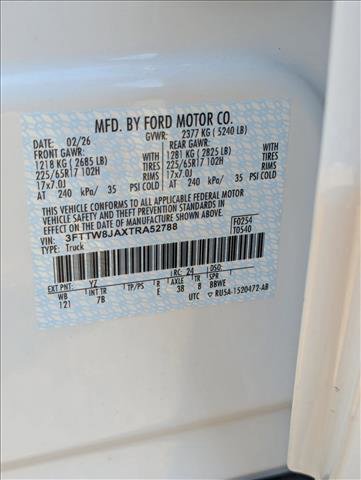 MFD. BY FORD MOTOR CO.
DATE: 02/26 GVWR: 2377 KG (5240 LB)
FRONT GAWR: REAR GAWR:
1218 KG (2685 LB) WITH 1281 KG (2825 LB) WITH
225/65R17 102H TIRES 225/65R17 102H TIRES
17x7.0J RIMS 17x7.0J RIMS
AT 240 kPa/ 35 PSI COLD AT 240 kPa/ 35 PSI COLD
THIS VEHICLE CONFORMS TO ALL APPLICABLE FEDERAL MOTOR
VEHICLE SAFETY AND THEFT PREVENTION STANDARDS IN EFFECT ON THE
DATE OF MANUFACTURE SHOWN ABOVE.
VIN: 3FTTW8JAXTRA52788 F0254
TYPE: Truck T0540
EXT PNT: YZ RC: 24 DSO:
WB INT TR TP/PS R AXLE TR SPR
121 7B E 3B 8 BBWE
UTC RU5A-1520472-AB